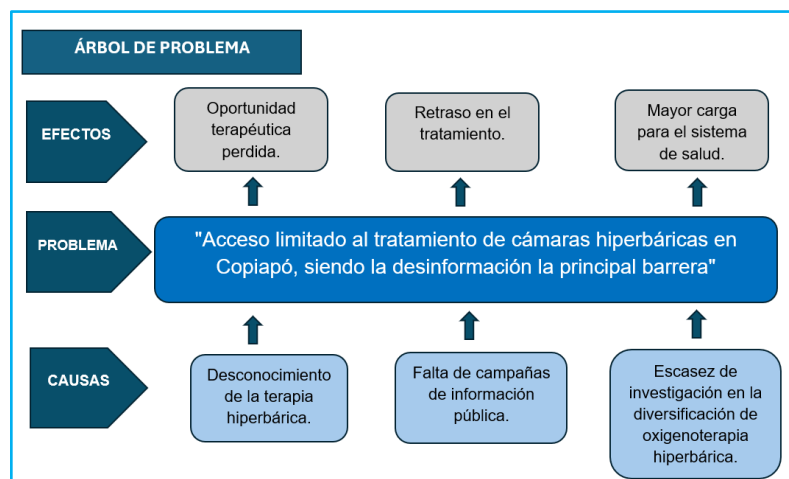 ÁRBOL DE PROBLEMA
EFECTOS
Oportunidad
terapéutica
perdida.
Retraso en el
tratamiento.
Mayor carga
para el sistema
de salud.
PROBLEMA
"Acceso limitado al tratamiento de cámaras hiperbáricas en
Copiapó, siendo la desinformación la principal barrera"
CAUSAS
Desconocimiento
de la terapia
hiperbárica.
Falta de campañas
de información
pública.
Escasez de
investigación en la
diversificación de
oxigenoterapia
hiperbárica.